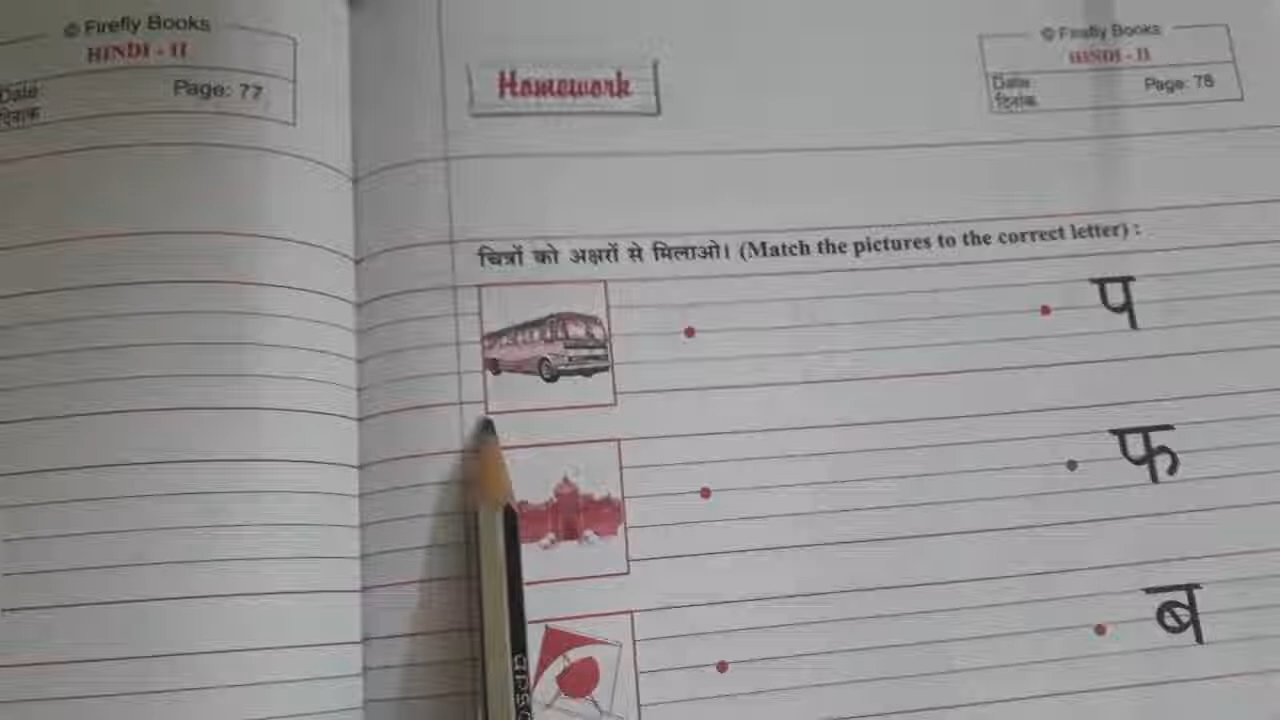 © Firefly Books
HINDI - II
Date
दिनांक
Page: 77
Homework
© Firefly Books
HINDI - II
Date
दिनांक
Page: 78
चित्रों को अक्षरों से मिलाओ। (Match the pictures to the correct letter) :
प
फ
ब